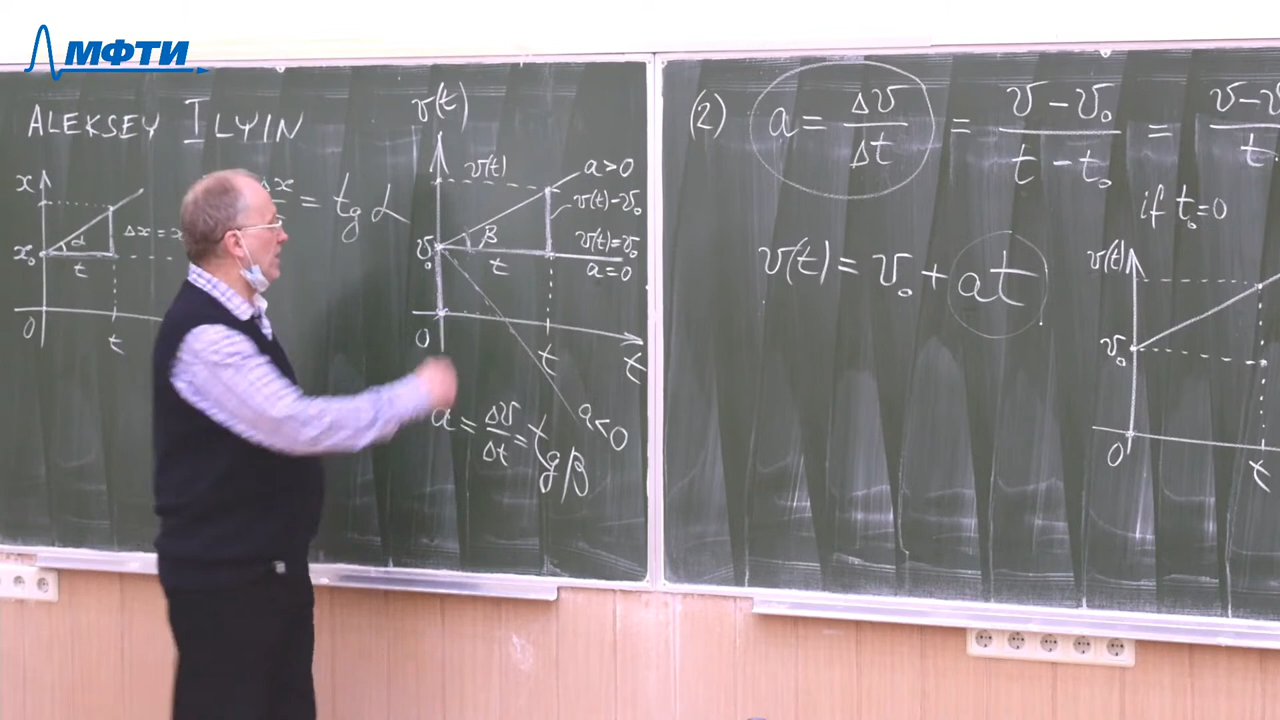 МФТИ
ALEKSEY ILYIN
x
x₀
α
t
Δx =
0
t
= tg α
v(t)
v(t)
a>0
v(t)-v₀
v₀
β
t
v(t)=v₀
a=0
0
t
t
a<0
a = Δv/Δt = tg β
(2) a = Δv/Δt = (v - v₀)/(t - t₀) =
if t₀=0
v(t) = v₀ + at
v(t)
v₀
0
t